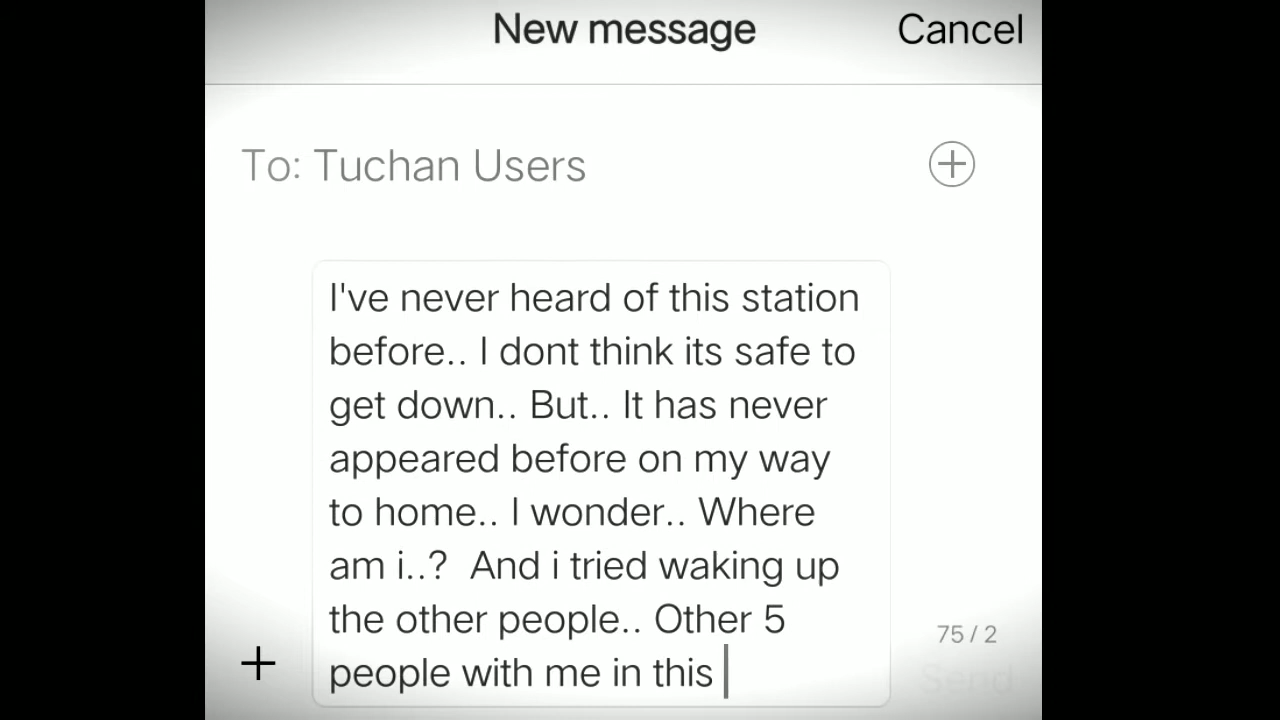 New message
Cancel
To: Tuchan Users
I've never heard of this station
before.. I dont think its safe to
get down.. But.. It has never
appeared before on my way
to home.. I wonder.. Where
am i..?  And i tried waking up
the other people.. Other 5
people with me in this
75 / 2
Send